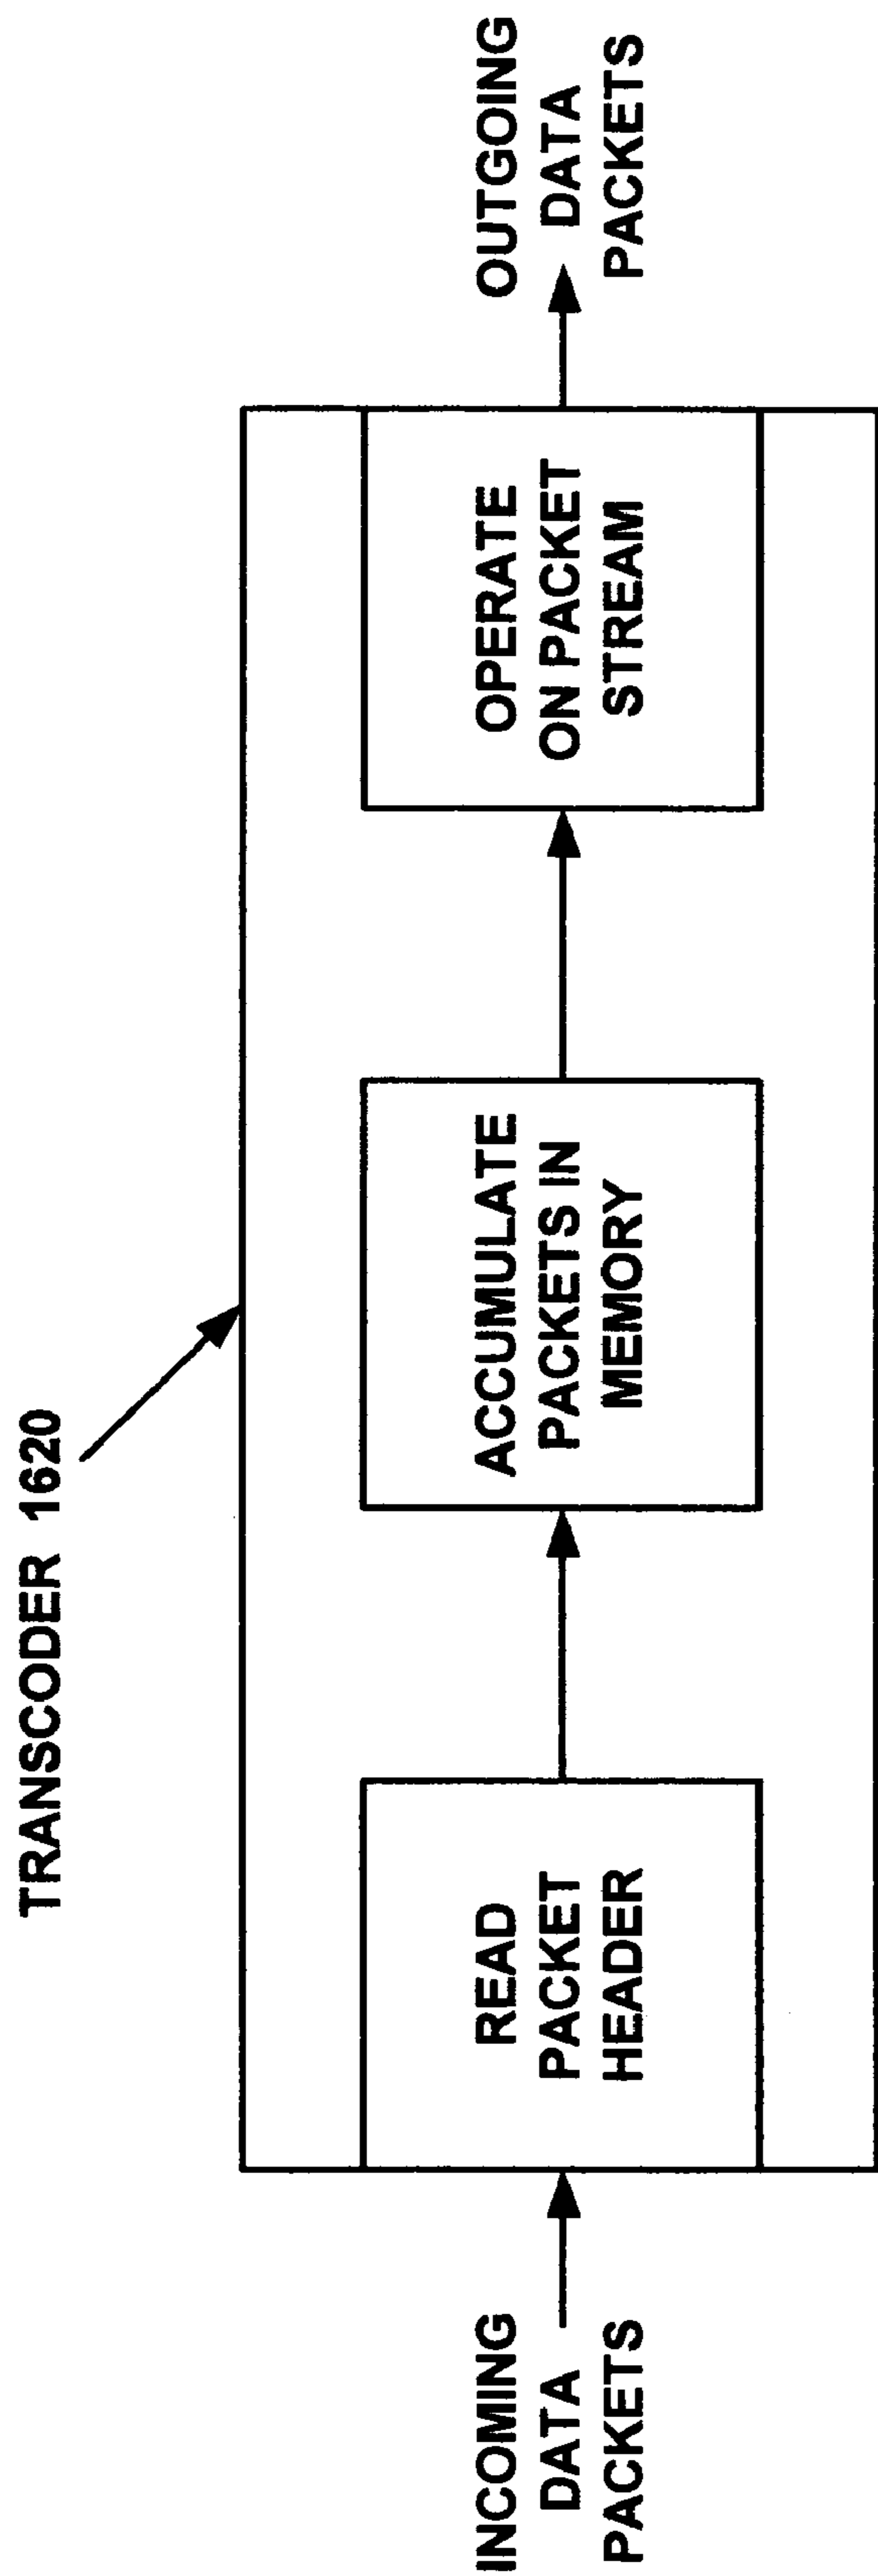 TRANSCODER 1620
INCOMING
DATA
PACKETS
READ
PACKET
HEADER
ACCUMULATE
PACKETS IN
MEMORY
OPERATE
ON PACKET
STREAM
OUTGOING
DATA
PACKETS